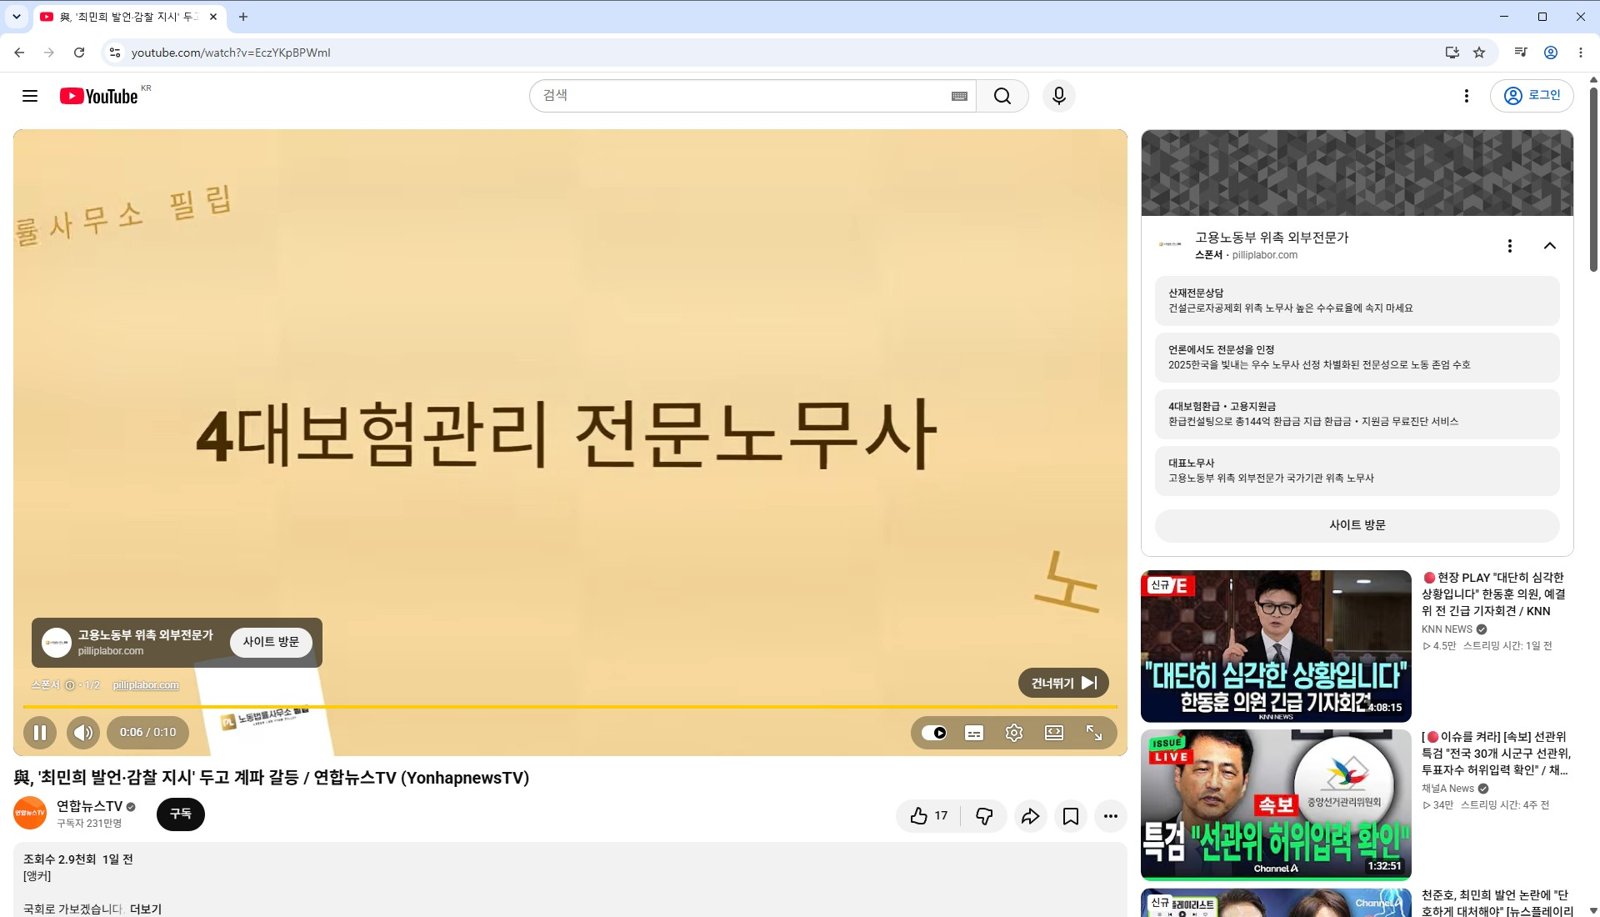 與, '최민희 발언·감찰 지시' 두고
youtube.com/watch?v=EczYKpBPWmI
YouTube KR
검색
로그인
률사무소 필립
4대보험관리 전문노무사
노
고용노동부 위촉 외부전문가
pilliplabor.com
사이트 방문
스폰서 · 1/2 pilliplabor.com
건너뛰기
노동법률사무소 필립
0:06 / 0:10
與, '최민희 발언·감찰 지시' 두고 계파 갈등 / 연합뉴스TV (YonhapnewsTV)
연합뉴스TV
연합뉴스TV
구독자 231만명
구독
17
조회수 2.9천회 1일 전
[앵커]
국회로 가보겠습니다. 더보기
고용노동부 위촉 외부전문가
스폰서 · pilliplabor.com
산재전문상담
건설근로자공제회 위촉 노무사 높은 수수료율에 속지 마세요
언론에서도 전문성을 인정
2025한국을 빛내는 우수 노무사 선정 차별화된 전문성으로 노동 존엄 수호
4대보험환급 • 고용지원금
환급컨설팅으로 총144억 환급금 지급 환급금 • 지원금 무료진단 서비스
대표노무사
고용노동부 위촉 외부전문가 국가기관 위촉 노무사
사이트 방문
신규
"대단히 심각한 상황입니다"
한동훈 의원 긴급 기자회견
KNN NEWS
4:08:15
현장 PLAY "대단히 심각한
상황입니다" 한동훈 의원, 예결
위 전 긴급 기자회견 / KNN
KNN NEWS
4.5만 스트리밍 시간: 1일 전
ISSUE
LIVE
중앙선거관리위원회
속보
특검 "선관위 허위입력 확인"
Channel A
1:32:51
[이슈를 켜라] [속보] 선관위
특검 "전국 30개 시군구 선관위,
투표자수 허위입력 확인" / 채...
채널A News
34만 스트리밍 시간: 4주 전
신규
플레이리스트
Channel A
천준호, 최민희 발언 논란에 "단
호하게 대처해야" [뉴스플레이리